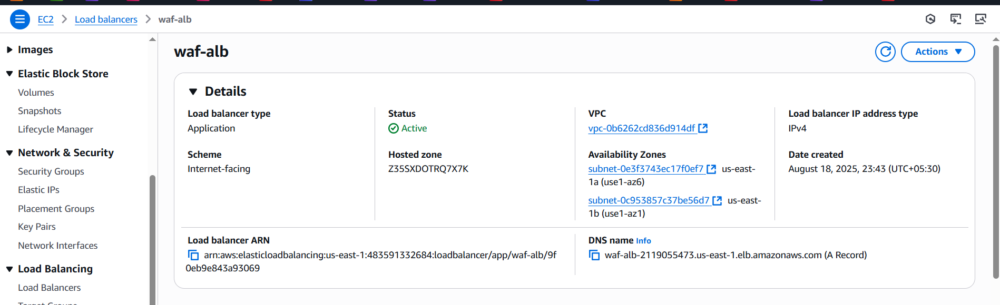 EC2 > Load balancers > waf-alb
Images
Elastic Block Store
Volumes
Snapshots
Lifecycle Manager
Network & Security
Security Groups
Elastic IPs
Placement Groups
Key Pairs
Network Interfaces
Load Balancing
Load Balancers
Target Groups
waf-alb
Actions
Details
Load balancer type
Application
Status
Active
VPC
vpc-0b6262cd836d914df
Load balancer IP address type
IPv4
Scheme
Internet-facing
Hosted zone
Z35SXDOTRQ7X7K
Availability Zones
subnet-0e3f3743ec17f0ef7 us-east-
1a (use1-az6)
subnet-0c953857c37be56d7 us-east-
1b (use1-az1)
Date created
August 18, 2025, 23:43 (UTC+05:30)
Load balancer ARN
arn:aws:elasticloadbalancing:us-east-1:483591332684:loadbalancer/app/waf-alb/9f
0eb9e843a93069
DNS name Info
waf-alb-2119055473.us-east-1.elb.amazonaws.com (A Record)